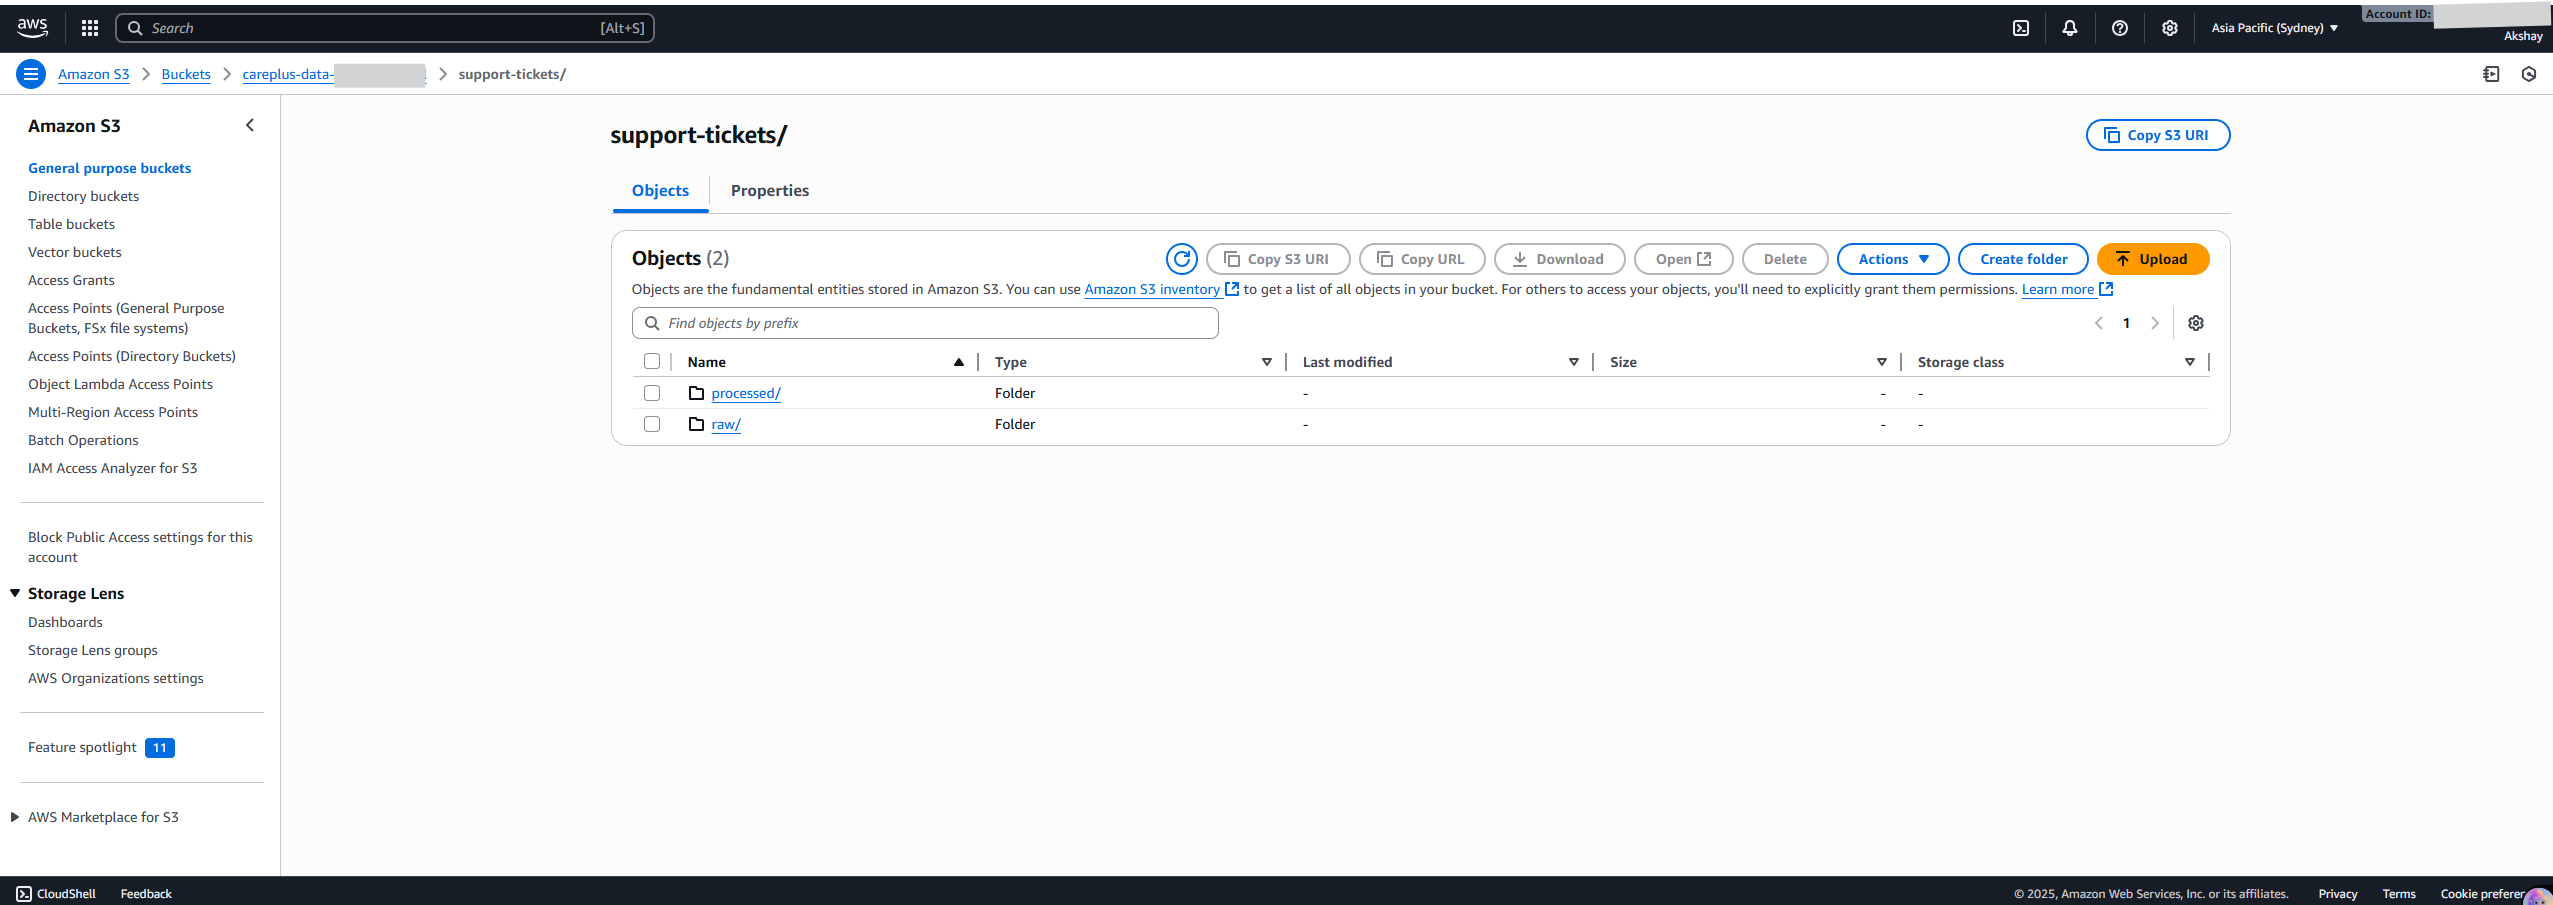 aws
Search [Alt+S]
Asia Pacific (Sydney)
Account ID:
Akshay
Amazon S3 > Buckets > careplus-data- > support-tickets/
Amazon S3
General purpose buckets
Directory buckets
Table buckets
Vector buckets
Access Grants
Access Points (General Purpose
Buckets, FSx file systems)
Access Points (Directory Buckets)
Object Lambda Access Points
Multi-Region Access Points
Batch Operations
IAM Access Analyzer for S3
Block Public Access settings for this
account
Storage Lens
Dashboards
Storage Lens groups
AWS Organizations settings
Feature spotlight 11
AWS Marketplace for S3
support-tickets/
Copy S3 URI
Objects Properties
Objects (2)
Copy S3 URI Copy URL Download Open Delete Actions Create folder Upload
Objects are the fundamental entities stored in Amazon S3. You can use Amazon S3 inventory to get a list of all objects in your bucket. For others to access your objects, you'll need to explicitly grant them permissions. Learn more
Find objects by prefix
1
Name Type Last modified Size Storage class
processed/ Folder - - -
raw/ Folder - - -
CloudShell Feedback
© 2025, Amazon Web Services, Inc. or its affiliates. Privacy Terms Cookie preferen